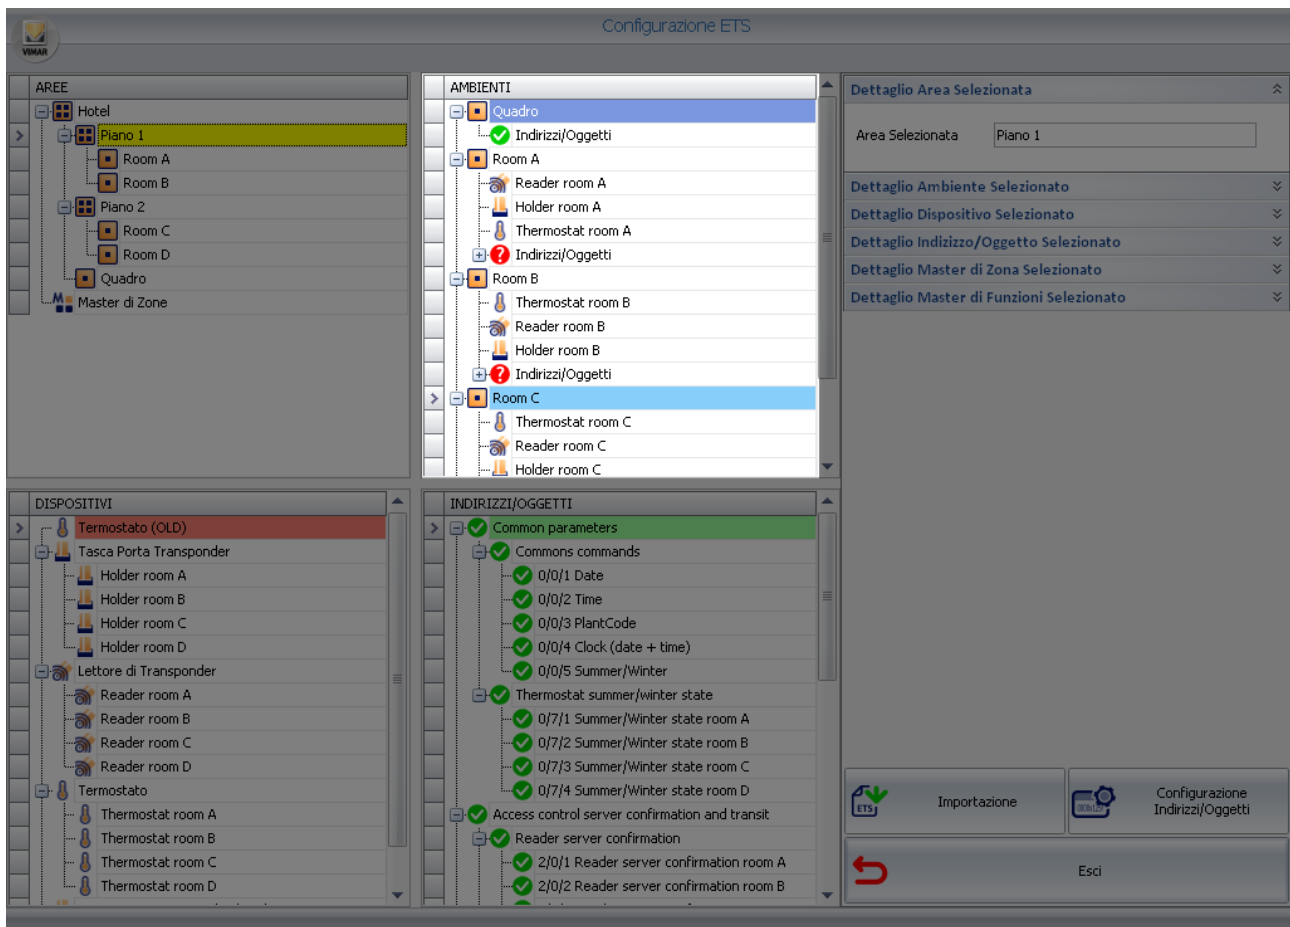 Configurazione ETS
VIMAR
AREE
Hotel
Piano 1
Room A
Room B
Piano 2
Room C
Room D
Quadro
Master di Zone
AMBIENTI
Quadro
Indirizzi/Oggetti
Room A
Reader room A
Holder room A
Thermostat room A
Indirizzi/Oggetti
Room B
Thermostat room B
Reader room B
Holder room B
Indirizzi/Oggetti
Room C
Thermostat room C
Reader room C
Holder room C
Dettaglio Area Selezionata
Area Selezionata Piano 1
Dettaglio Ambiente Selezionato
Dettaglio Dispositivo Selezionato
Dettaglio Indizizzo/Oggetto Selezionato
Dettaglio Master di Zona Selezionato
Dettaglio Master di Funzioni Selezionato
DISPOSITIVI
Termostato (OLD)
Tasca Porta Transponder
Holder room A
Holder room B
Holder room C
Holder room D
Lettore di Transponder
Reader room A
Reader room B
Reader room C
Reader room D
Termostato
Thermostat room A
Thermostat room B
Thermostat room C
Thermostat room D
INDIRIZZI/OGGETTI
Common parameters
Commons commands
0/0/1 Date
0/0/2 Time
0/0/3 PlantCode
0/0/4 Clock (date + time)
0/0/5 Summer/Winter
Thermostat summer/winter state
0/7/1 Summer/Winter state room A
0/7/2 Summer/Winter state room B
0/7/3 Summer/Winter state room C
0/7/4 Summer/Winter state room D
Access control server confirmation and transit
Reader server confirmation
2/0/1 Reader server confirmation room A
2/0/2 Reader server confirmation room B
ETS
Importazione
Configurazione
Indirizzi/Oggetti
Esci